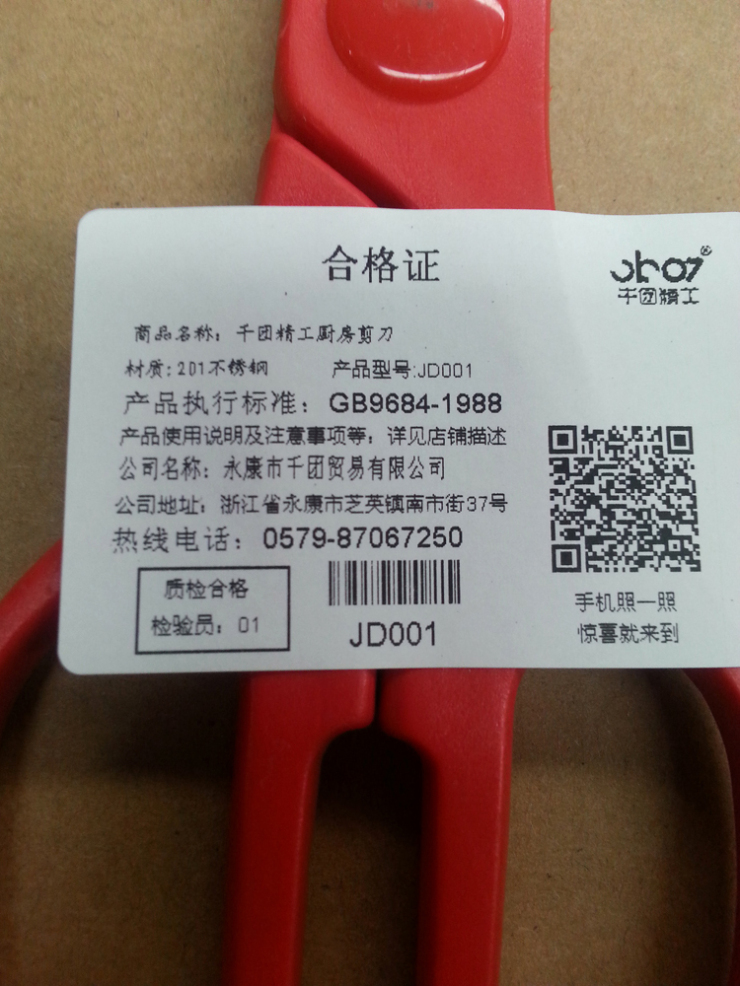 合格证
千团精工
商品名称：千团精工厨房剪刀
材质:201不锈钢 产品型号:JD001
产品执行标准：GB9684-1988
产品使用说明及注意事项等：详见店铺描述
公司名称：永康市千团贸易有限公司
公司地址：浙江省永康市芝英镇南市街37号
热线电话：0579-87067250
质检合格
检验员：01
JD001
手机照一照
惊喜就来到